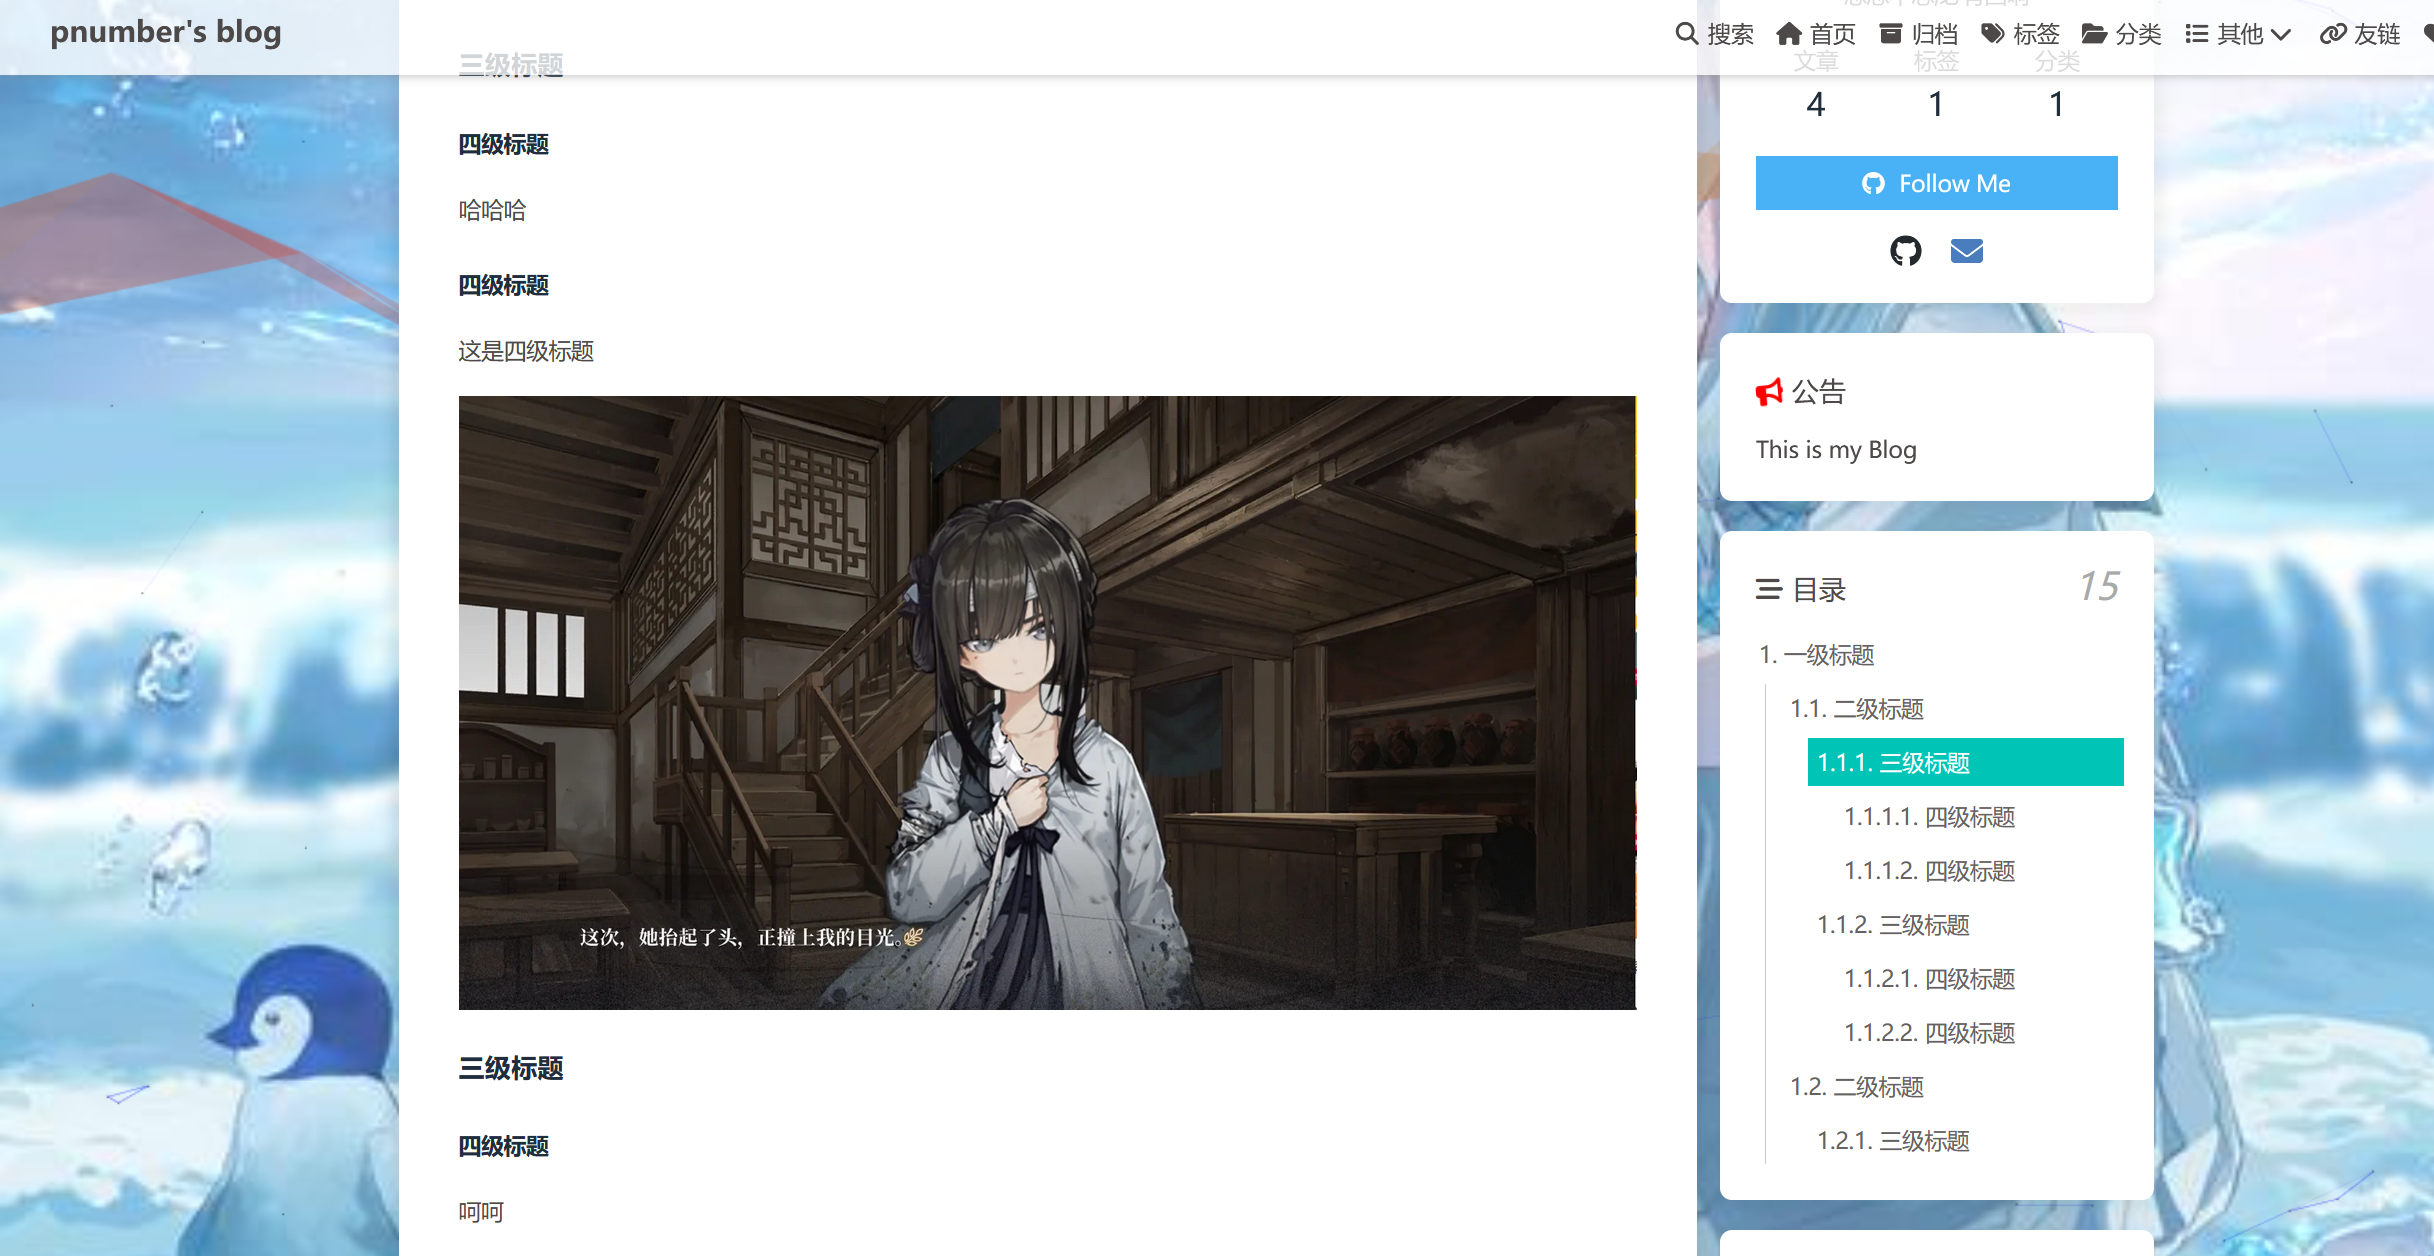 pnumber's blog
搜索 首页 归档 标签 分类 其他 友链
三级标题
四级标题
哈哈哈
四级标题
这是四级标题
这次，她抬起了头，正撞上我的目光。
三级标题
四级标题
呵呵
文章 标签 分类
4 1 1
Follow Me
公告
This is my Blog
目录 15
1. 一级标题
1.1. 二级标题
1.1.1. 三级标题
1.1.1.1. 四级标题
1.1.1.2. 四级标题
1.1.2. 三级标题
1.1.2.1. 四级标题
1.1.2.2. 四级标题
1.2. 二级标题
1.2.1. 三级标题